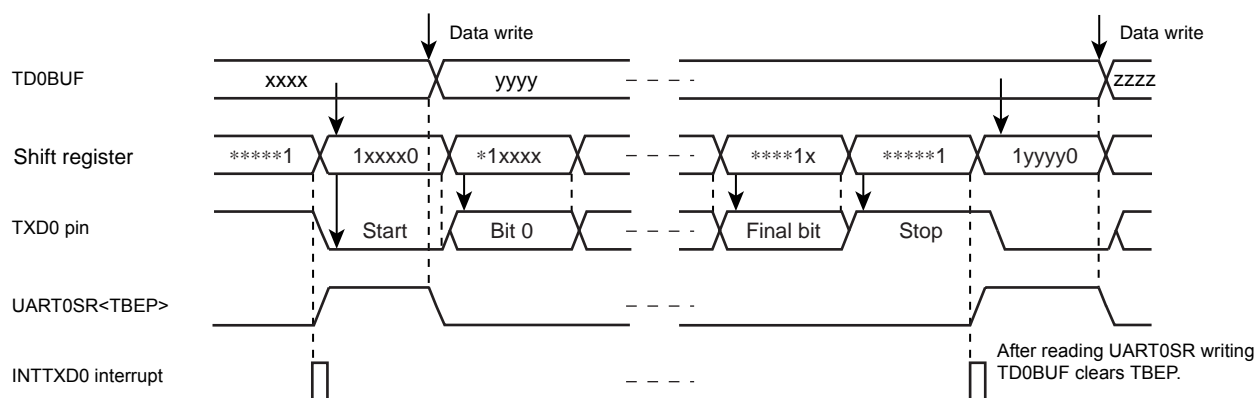 Data write
Data write
TD0BUF
xxxx
yyyy
zzzz
Shift register
*****1
1xxxx0
*1xxxx
****1x
*****1
1yyyy0
TXD0 pin
Start
Bit 0
Final bit
Stop
UART0SR<TBEP>
INTTXD0 interrupt
After reading UART0SR writing
TD0BUF clears TBEP.